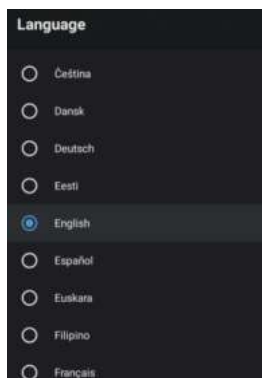 Language
Čeština
Dansk
Deutsch
Eesti
English
Español
Euskara
Filipino
Français